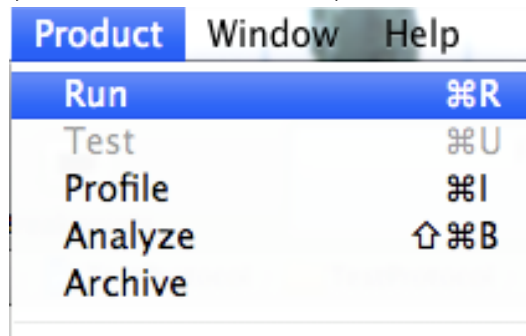 Product Window Help
Run ⌘R
Test ⌘U
Profile ⌘I
Analyze ⇧⌘B
Archive